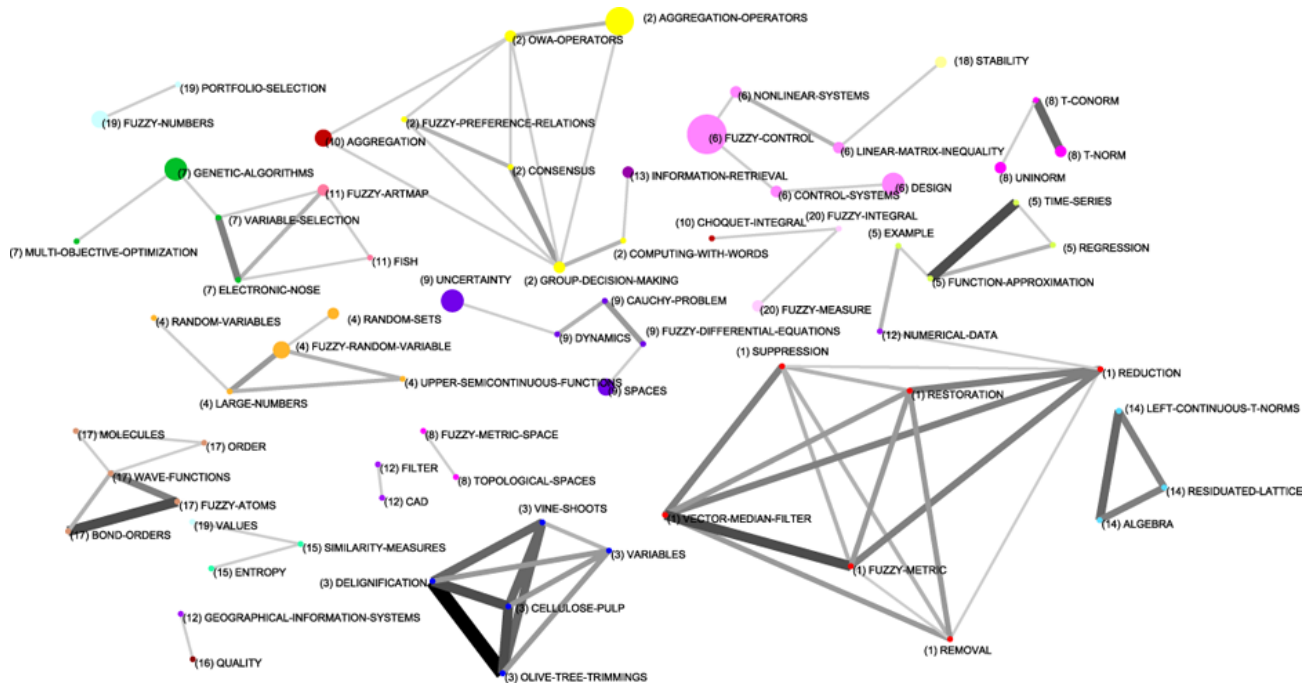 (2) AGGREGATION-OPERATORS
(2) OWA-OPERATORS
(18) STABILITY
(19) PORTFOLIO-SELECTION
(6) NONLINEAR-SYSTEMS
(8) T-CONORM
(19) FUZZY-NUMBERS
(2) FUZZY-PREFERENCE-RELATIONS
(10) AGGREGATION
(6) FUZZY-CONTROL
(6) LINEAR-MATRIX-INEQUALITY
(8) T-NORM
(7) GENETIC-ALGORITHMS
(2) CONSENSUS
(13) INFORMATION-RETRIEVAL
(8) UNINORM
(11) FUZZY-ARTMAP
(6) CONTROL-SYSTEMS
(6) DESIGN
(5) TIME-SERIES
(7) VARIABLE-SELECTION
(10) CHOQUET-INTEGRAL
(20) FUZZY-INTEGRAL
(5) EXAMPLE
(5) REGRESSION
(7) MULTI-OBJECTIVE-OPTIMIZATION
(11) FISH
(2) COMPUTING-WITH-WORDS
(7) ELECTRONIC-NOSE
(9) UNCERTAINTY
(2) GROUP-DECISION-MAKING
(5) FUNCTION-APPROXIMATION
(9) CAUCHY-PROBLEM
(20) FUZZY-MEASURE
(4) RANDOM-VARIABLES
(4) RANDOM-SETS
(9) DYNAMICS
(9) FUZZY-DIFFERENTIAL-EQUATIONS
(12) NUMERICAL-DATA
(4) FUZZY-RANDOM-VARIABLE
(1) SUPPRESSION
(1) REDUCTION
(4) UPPER-SEMICONTINUOUS-FUNCTIONS
(9) SPACES
(1) RESTORATION
(4) LARGE-NUMBERS
(14) LEFT-CONTINUOUS-T-NORMS
(17) MOLECULES
(17) ORDER
(8) FUZZY-METRIC-SPACE
(17) WAVE-FUNCTIONS
(12) FILTER
(8) TOPOLOGICAL-SPACES
(14) RESIDUATED-LATTICE
(17) FUZZY-ATOMS
(12) CAD
(3) VINE-SHOOTS
(1) VECTOR-MEDIAN-FILTER
(14) ALGEBRA
(19) VALUES
(17) BOND-ORDERS
(15) SIMILARITY-MEASURES
(3) VARIABLES
(15) ENTROPY
(3) DELIGNIFICATION
(1) FUZZY-METRIC
(3) CELLULOSE-PULP
(12) GEOGRAPHICAL-INFORMATION-SYSTEMS
(1) REMOVAL
(16) QUALITY
(3) OLIVE-TREE-TRIMMINGS